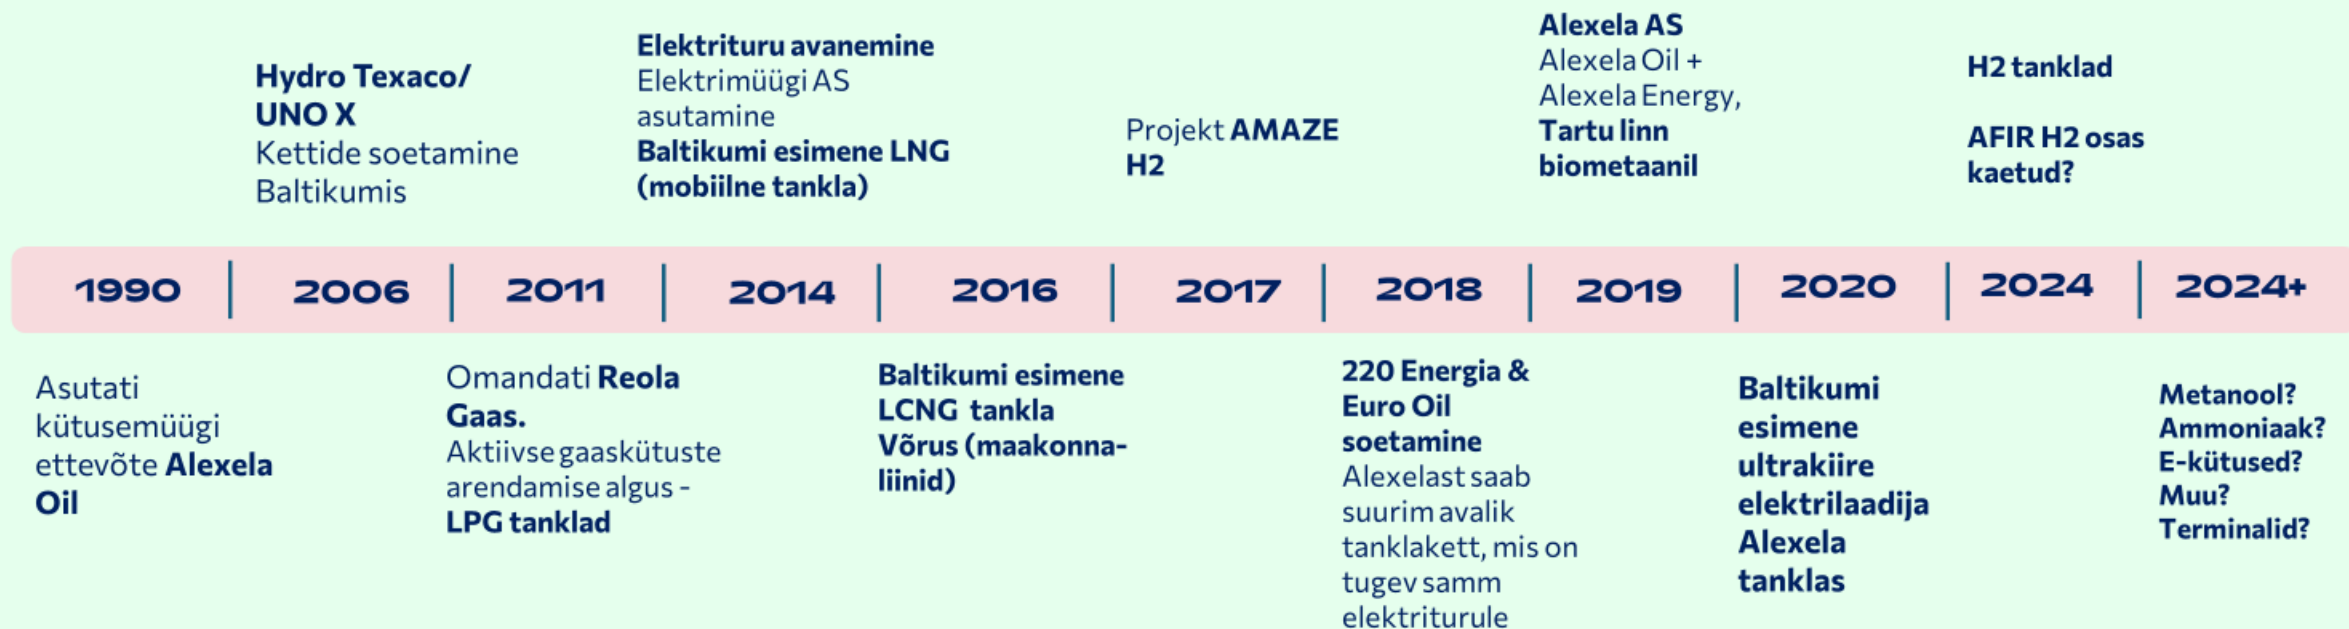 Hydro Texaco/
UNO X
Kettide soetamine
Baltikumis
Elektrituru avanemine
Elektrimüügi AS
asutamine
Baltikumi esimene LNG
(mobiilne tankla)
Projekt AMAZE
H2
Alexela AS
Alexela Oil +
Alexela Energy,
Tartu linn
biometaanil
H2 tanklad
AFIR H2 osas
kaetud?
1990
2006
2011
2014
2016
2017
2018
2019
2020
2024
2024+
Asutati
kütusemüügi
ettevõte Alexela
Oil
Omandati Reola
Gaas.
Aktiivse gaaskütuste
arendamise algus -
LPG tanklad
Baltikumi esimene
LCNG tankla
Võrus (maakonna-
liinid)
220 Energia &
Euro Oil
soetamine
Alexelast saab
suurim avalik
tanklakett, mis on
tugev samm
elektriturule
Baltikumi
esimene
ultrakiire
elektrilaadija
Alexela
tanklas
Metanool?
Ammoniaak?
E-kütused?
Muu?
Terminalid?